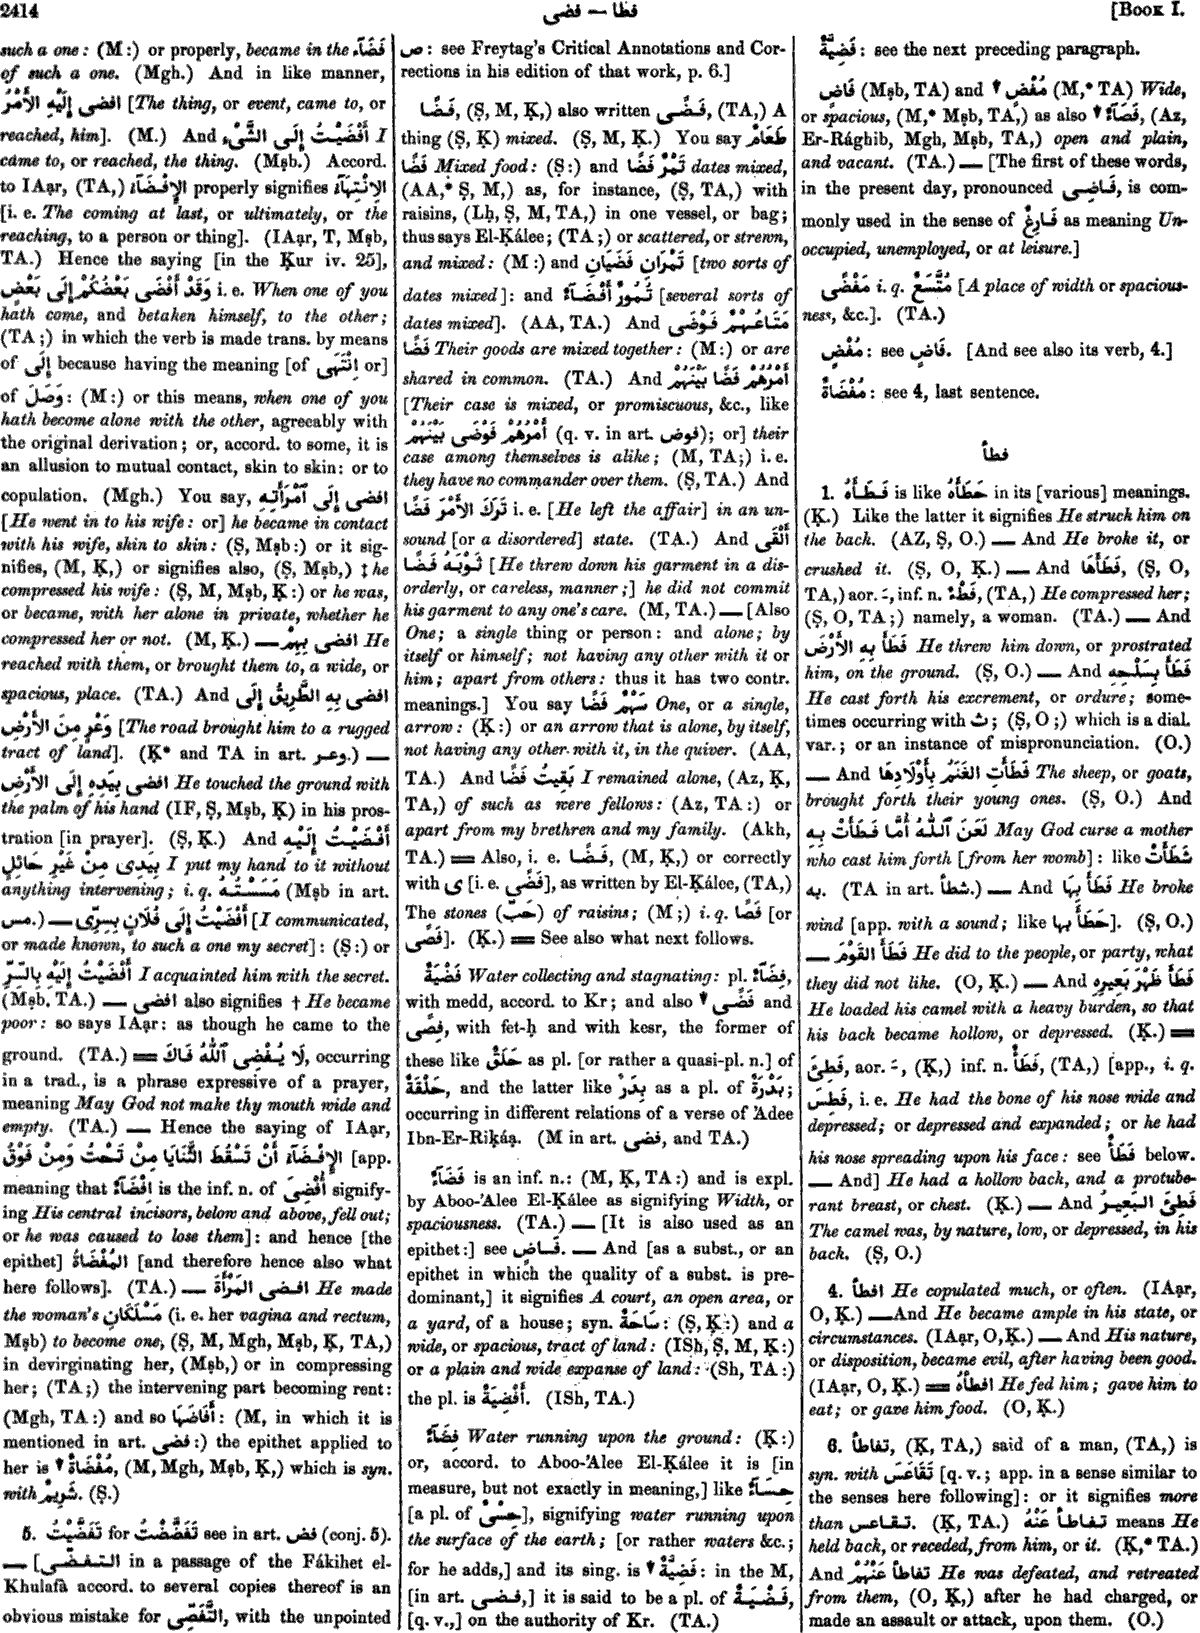 2414
فطا — فضى
[Book I.
such a one: (M:) or properly, became in the فَضَآء
of such a one. (Mgh.) And in like manner,
افضى إِلَيْهِ الأَمْرُ [The thing, or event, came to, or
reached, him]. (M.) And أَفْضَيْتُ إِلَى الشَّىْءِ I
came to, or reached, the thing. (Mṣb.) Accord.
to IAạr, (TA,) الإِفْضَآءُ properly signifies الاِنْتِهَآءُ
[i. e. The coming at last, or ultimately, or the
reaching, to a person or thing]. (IAạr, T, Mṣb,
TA.) Hence the saying [in the Ḳur iv. 25],
وَقَدْ أَفْضَى بَعْضُكُمْ إِلَى بَعْضٍ i. e. When one of you
hath come, and betaken himself, to the other;
(TA;) in which the verb is made trans. by means
of إِلَى because having the meaning [of اِنْتَهَى or]
of وَصَلَ: (M:) or this means, when one of you
hath become alone with the other, agreeably with
the original derivation; or, accord. to some, it is
an allusion to mutual contact, skin to skin: or to
copulation. (Mgh.) You say, افضى إِلَى ٱمْرَأَتِهِ
[He went in to his wife: or] he became in contact
with his wife, skin to skin: (Ṣ, Mṣb:) or it sig-
nifies, (M, Ḳ,) or signifies also, (Ṣ, Mṣb,) ‡ he
compressed his wife: (Ṣ, M, Mṣb, Ḳ:) or he was,
or became, with her alone in private, whether he
compressed her or not. (M, Ḳ.) — افضى بِهِمْ He
reached with them, or brought them to, a wide, or
spacious, place. (TA.) And افضى بِهِ الطَّرِيقُ إِلَى
وَعْرٍ مِنَ الأَرْضِ [The road brought him to a rugged
tract of land]. (Ḳ* and TA in art. وعر.) —
افضى بِيَدِهِ إِلَى الأَرْضِ He touched the ground with
the palm of his hand (IF, Ṣ, Mṣb, Ḳ) in his pros-
tration [in prayer]. (Ṣ, Ḳ.) And أَفْضَيْتُ إِلَيْهِ
بِيَدِى مِنْ غَيْرِ حَائِلٍ I put my hand to it without
anything intervening; i. q. مَسَسْتُهُ (Mṣb in art.
مس.) — أَفْضَيْتُ إِلَى فُلَانٍ بِسِرِّى [I communicated,
or made known, to such a one my secret]: (Ṣ:) or
أَفْضَيْتُ إِلَيْهِ بِالسِّرِّ I acquainted him with the secret.
(Mṣb, TA.) — افضى also signifies † He became
poor: so says IAạr: as though he came to the
ground. (TA.) ═ لَا يُفْضِى ٱللّٰهُ فَاكَ, occurring
in a trad., is a phrase expressive of a prayer,
meaning May God not make thy mouth wide and
empty. (TA.) — Hence the saying of IAạr,
الإِفْضَآءُ أَنْ تَسْقُطَ الثَّنَايَا مِنْ تَحْتُ وَمِنْ فَوْقُ [app.
meaning that إِفْضَآءٌ is the inf. n. of أُفْضِىَ signify-
ing His central incisors, below and above, fell out;
or he was caused to lose them]: and hence [the
epithet] المُفْضَاةُ [and therefore hence also what
here follows]. (TA.) — افضى المَرْأَةَ He made
the woman's مَسْلَكَانِ (i. e. her vagina and rectum,
Mṣb) to become one, (Ṣ, M, Mgh, Mṣb, Ḳ, TA,)
in devirginating her, (Mṣb,) or in compressing
her; (TA;) the intervening part becoming rent:
(Mgh, TA:) and so أَفَاضَهَا: (M, in which it is
mentioned in art. فضى:) the epithet applied to
her is ▼ مُفْضَاةٌ, (M, Mgh, Mṣb, Ḳ,) which is syn.
with شَرِيمٌ. (Ṣ.)
5. تَفَضَّيْتُ for تَفَضَّضْتُ see in art. فض (conj. 5).
— [التفضّى in a passage of the Fákihet el-
Khulafà accord. to several copies thereof is an
obvious mistake for التَّفَصِّى, with the unpointed
ص: see Freytag's Critical Annotations and Cor-
rections in his edition of that work, p. 6.]
فَضًا, (Ṣ, M, Ḳ,) also written فَضًى, (TA,) A
thing (Ṣ, Ḳ) mixed. (Ṣ, M, Ḳ.) You say طَعَامٌ
فَضًا Mixed food: (Ṣ:) and تَمْرٌ فَضًا dates mixed,
(AA,* Ṣ, M,) as, for instance, (Ṣ, TA,) with
raisins, (Lḥ, Ṣ, M, TA,) in one vessel, or bag;
thus says El-Ḳálee; (TA;) or scattered, or strewn,
and mixed: (M:) and تَمْرَانِ فَضَيَانِ [two sorts of
dates mixed]: and تُمُورٌ أَفْضَآءٌ [several sorts of
dates mixed]. (AA, TA.) And مَتَاعُهُمْ فَوْضَى
فَضًا Their goods are mixed together: (M:) or are
shared in common. (TA.) And أَمْرُهُمْ فَضًا بَيْنَهُمْ
[Their case is mixed, or promiscuous, &c., like
أَمْرُهُمْ فَوْضَى بَيْنَهُمْ (q. v. in art. فوض); or] their
case among themselves is alike; (M, TA;) i. e.
they have no commander over them. (Ṣ, TA.) And
تَرَكَ الأَمْرَ فَضًا i. e. [He left the affair] in an un-
sound [or a disordered] state. (TA.) And أَلْقَى
ثَوْبَهُ فَضًا [He threw down his garment in a dis-
orderly, or careless, manner;] he did not commit
his garment to any one's care. (M, TA.) — [Also
One; a single thing or person: and alone; by
itself or himself; not having any other with it or
him; apart from others: thus it has two contr.
meanings.] You say سَهْمٌ فَضًا One, or a single,
arrow: (Ḳ:) or an arrow that is alone, by itself,
not having any other with it, in the quiver. (AA,
TA.) And بَقِيتُ فَضًا I remained alone, (Az, Ḳ,
TA,) of such as were fellows: (Az, TA:) or
apart from my brethren and my family. (Akh,
TA.) ═ Also, i. e. فَضًا, (M, Ḳ,) or correctly
with ى [i. e. فَضًى], as written by El-Ḳálee, (TA,)
The stones (حَبّ) of raisins; (M;) i. q. فَصًا [or
فَصًى]. (Ḳ.) ═ See also what next follows.
فَضْيَةٌ Water collecting and stagnating: pl. فِضَآءٌ,
with medd, accord. to Kr; and also ▼ فَضًى and
فِضًى, with fet-ḥ and with kesr, the former of
these like حَلَقٌ as pl. [or rather a quasi-pl. n.] of
حَلْقَةٌ, and the latter like بِدَرٌ as a pl. of بَدْرَةٌ;
occurring in different relations of a verse of 'Adee
Ibn-Er-Riḳáạ. (M in art. فضى, and TA.)
فَضَآءٌ is an inf. n.: (M, Ḳ, TA:) and is expl.
by Aboo-'Alee El-Ḳálee as signifying Width, or
spaciousness. (TA.) — [It is also used as an
epithet:] see فَاضٍ. — And [as a subst., or an
epithet in which the quality of a subst. is pre-
dominant,] it signifies A court, an open area, or
a yard, of a house; syn. سَاحَةٌ: (Ṣ, Ḳ:) and a
wide, or spacious, tract of land: (ISh, Ṣ, M, Ḳ:)
or a plain and wide expanse of land: (Sh, TA:)
the pl. is أَفْضِيَةٌ. (ISh, TA.)
فِضَآءٌ Water running upon the ground: (Ḳ:)
or, accord. to Aboo-'Alee El-Ḳálee it is [in
measure, but not exactly in meaning,] like حِسَآءٌ
[a pl. of حِسْىٌ], signifying water running upon
the surface of the earth; [or rather waters &c.;
for he adds,] and its sing. is ▼ فَضِيَّةٌ: in the M,
[in art. فضى,] it is said to be a pl. of فَضْيَةٌ,
[q. v.,] on the authority of Kr. (TA.)
فَضِيَّةٌ: see the next preceding paragraph.
فَاضٍ (Mṣb, TA) and ▼ مُفْضٍ (M,* TA) Wide,
or spacious, (M,* Mṣb, TA,) as also ▼ فَضَآءٌ, (Az,
Er-Rághib, Mgh, Mṣb, TA,) open and plain,
and vacant. (TA.) — [The first of these words,
in the present day, pronounced فَاضِى, is com-
monly used in the sense of فَارِغٌ as meaning Un-
occupied, unemployed, or at leisure.]
مَفْضًى i. q. مُتَّسَعٌ [A place of width or spacious-
ness, &c.]. (TA.)
مُفْضٍ: see فَاضٍ. [And see also its verb, 4.]
مُفْضَاةٌ: see 4, last sentence.
فطأ
1. فَطَأَهُ is like حَطَأَهُ in its [various] meanings.
(Ḳ.) Like the latter it signifies He struck him on
the back. (AZ, Ṣ, O.) — And He broke it, or
crushed it. (Ṣ, O, Ḳ.) — And فَطَأَهَا, (Ṣ, O,
TA,) aor. ـَ, inf. n. فَطْءٌ, (TA,) He compressed her;
(Ṣ, O, TA;) namely, a woman. (TA.) — And
فَطَأَ بِهِ الأَرْضَ He threw him down, or prostrated
him, on the ground. (Ṣ, O.) — And فَطَأَ بِسَلْحِهِ
He cast forth his excrement, or ordure; some-
times occurring with ث; (Ṣ, O;) which is a dial.
var.; or an instance of mispronunciation. (O.)
— And فَطَأَتِ الغَنَمُ بِأَوْلَادِهَا The sheep, or goats,
brought forth their young ones. (Ṣ, O.) And
لَعَنَ ٱللّٰهُ أُمًّا فَطَأَتْ بِهِ May God curse a mother
who cast him forth [from her womb]: like شَطَأَتْ
به. (TA in art. شطأ.) — And فَطَأَ بِهَا He broke
wind [app. with a sound; like حَطَأَ بها]. (Ṣ, O.)
— فَطَأَ القَوْمَ He did to the people, or party, what
they did not like. (O, Ḳ.) — And فَطَأَ ظَهْرَ بَعِيرِهِ
He loaded his camel with a heavy burden, so that
his back became hollow, or depressed. (Ḳ.) ═
فَطِئَ, aor. ـَ, (Ḳ,) inf. n. فَطَأٌ, (TA,) [app., i. q.
فَطِسَ, i. e. He had the bone of his nose wide and
depressed; or depressed and expanded; or he had
his nose spreading upon his face: see فَطَأٌ below.
— And] He had a hollow back, and a protube-
rant breast, or chest. (Ḳ.) — And فَطِئَ البَعِيرُ
The camel was, by nature, low, or depressed, in his
back. (Ṣ, O.)
4. افطأ He copulated much, or often. (IAạr,
O, Ḳ.) — And He became ample in his state, or
circumstances. (IAạr, O, Ḳ.) — And His nature,
or disposition, became evil, after having been good.
(IAạr, O, Ḳ.) ═ افطأهُ He fed him; gave him to
eat; or gave him food. (O, Ḳ.)
6. تفاطأ, (Ḳ, TA,) said of a man, (TA,) is
syn. with تَقَاعَسَ [q. v.; app. in a sense similar to
the senses here following]: or it signifies more
than تقاعس. (Ḳ, TA.) تفاطأ عَنْهُ means He
held back, or receded, from him, or it. (Ḳ,* TA.)
And تفاطأ عَنْهُمْ He was defeated, and retreated
from them, (O, Ḳ,) after he had charged, or
made an assault or attack, upon them. (O.)